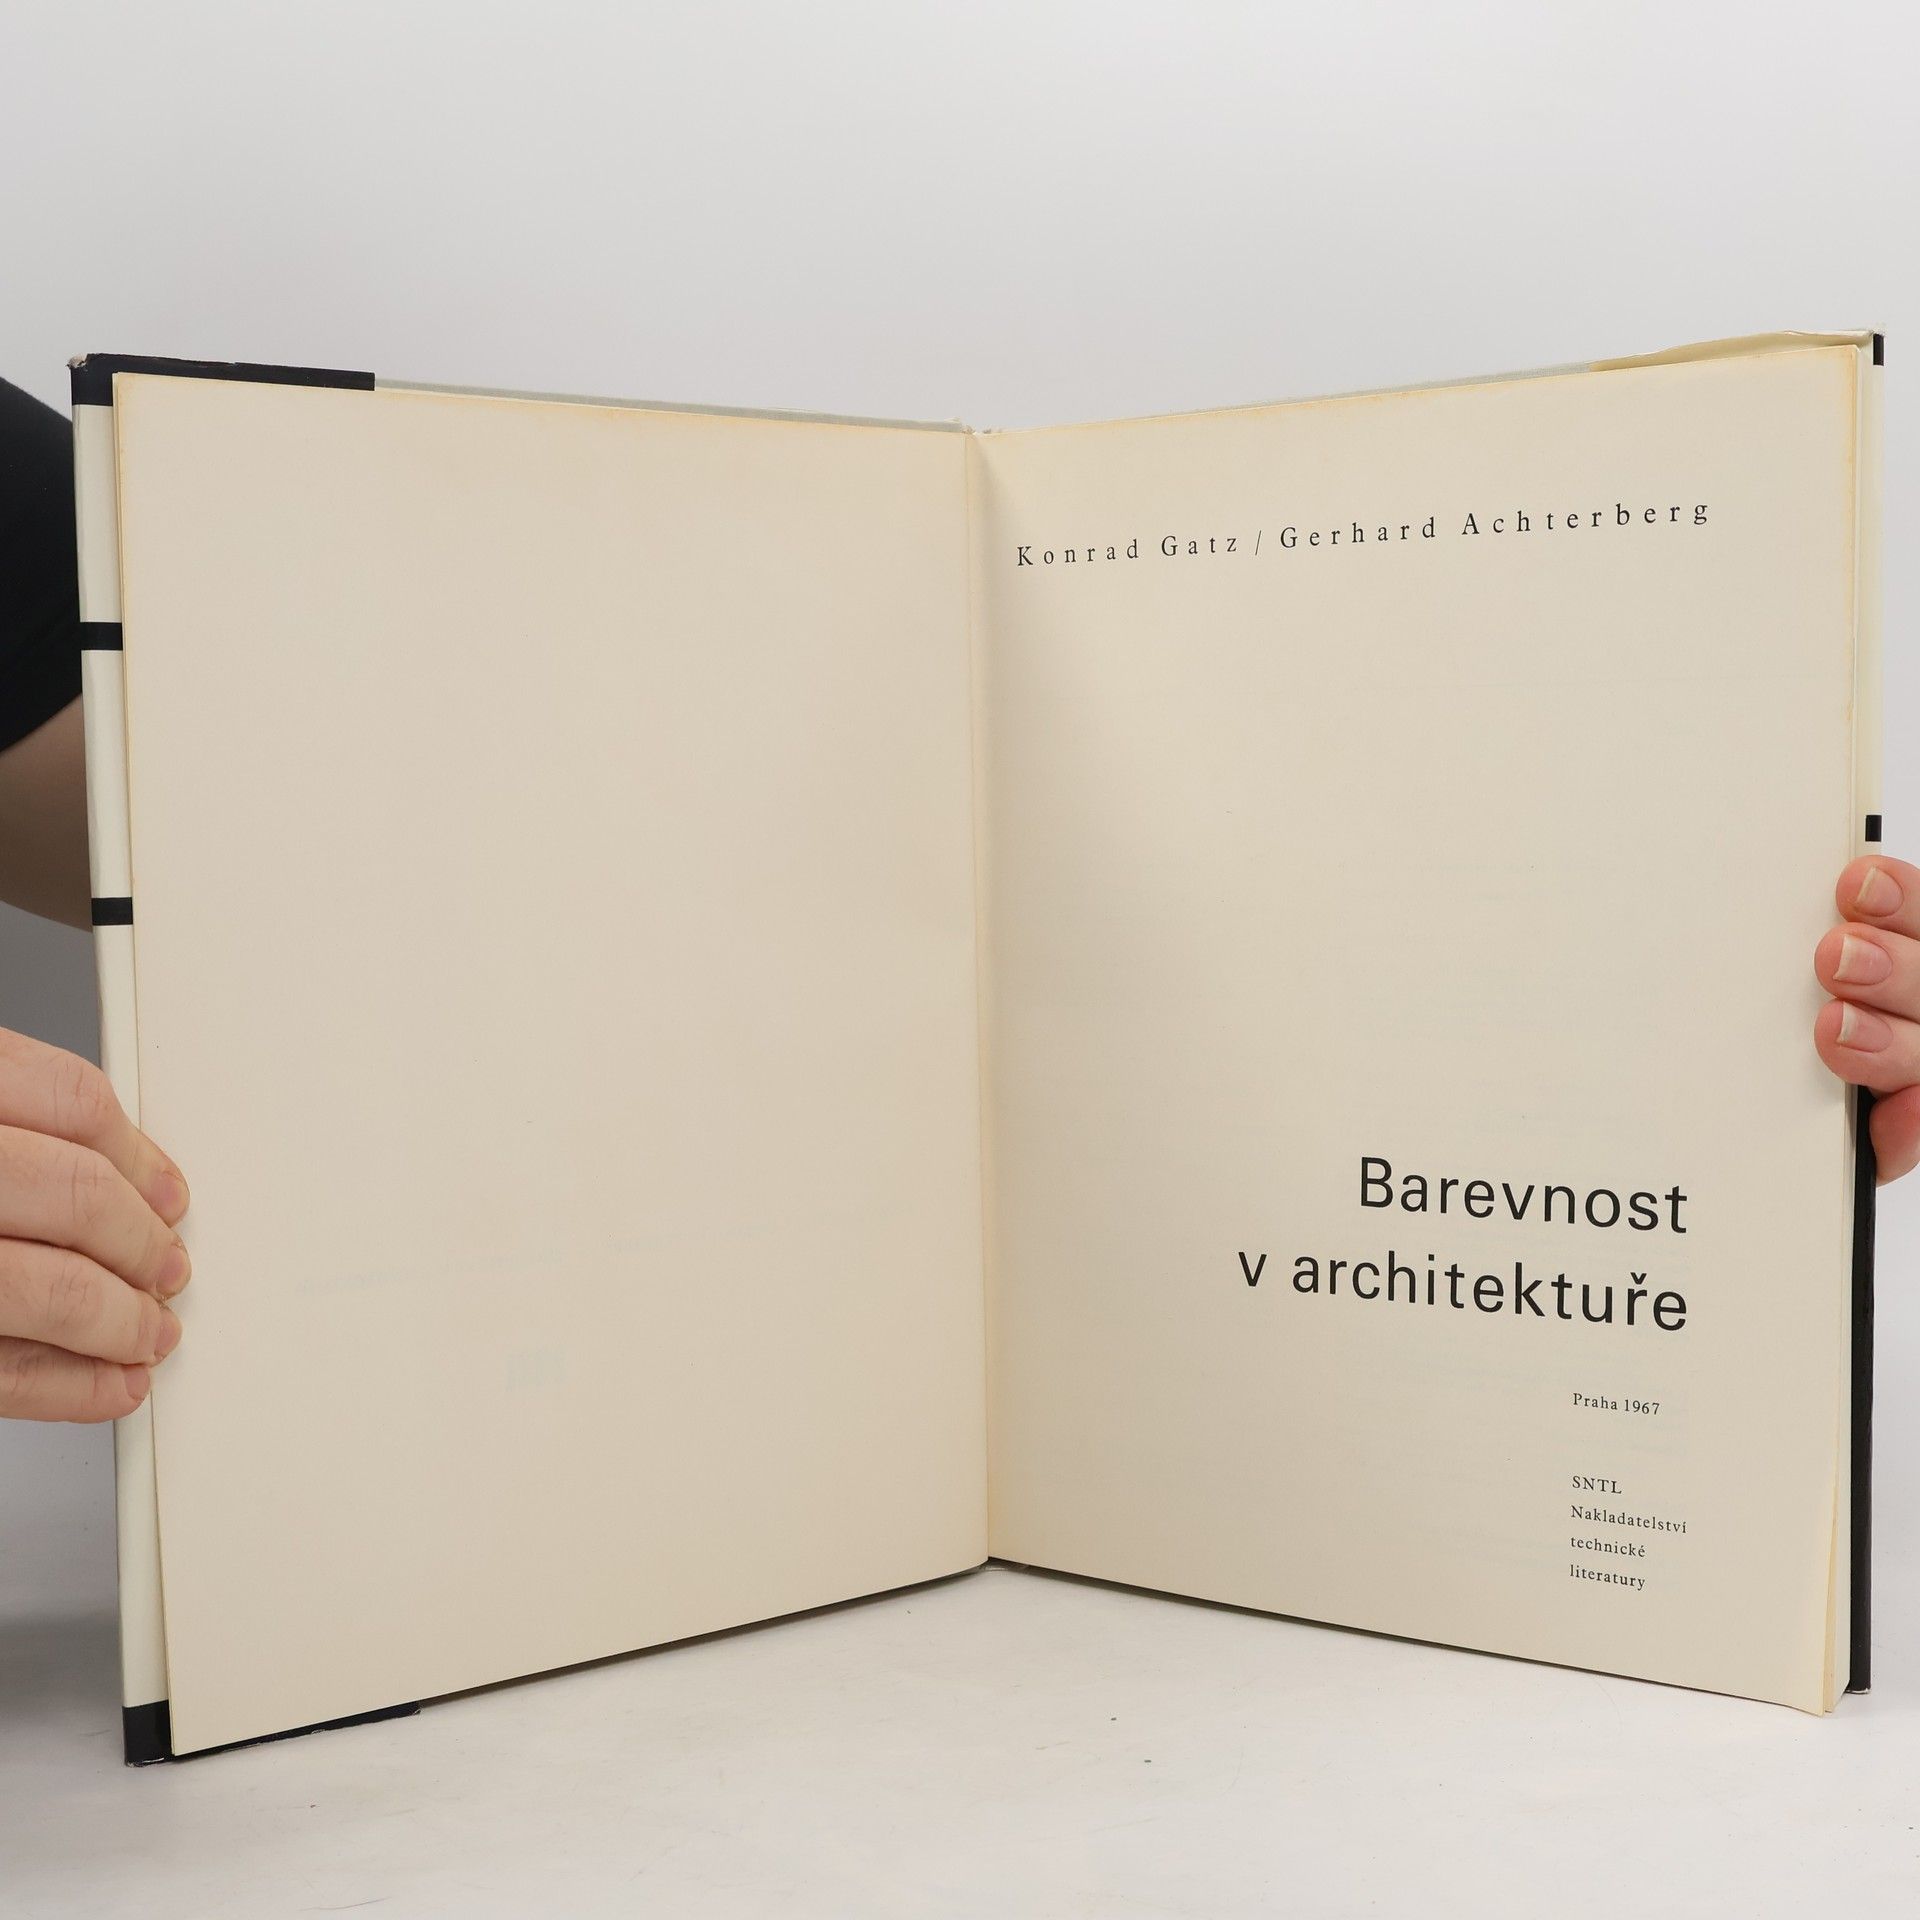 Konrad Gatz / Gerhard Achterberg
Barevnost
v architektuře
Praha 1967
SNTL
Nakladatelství
technické
literatury